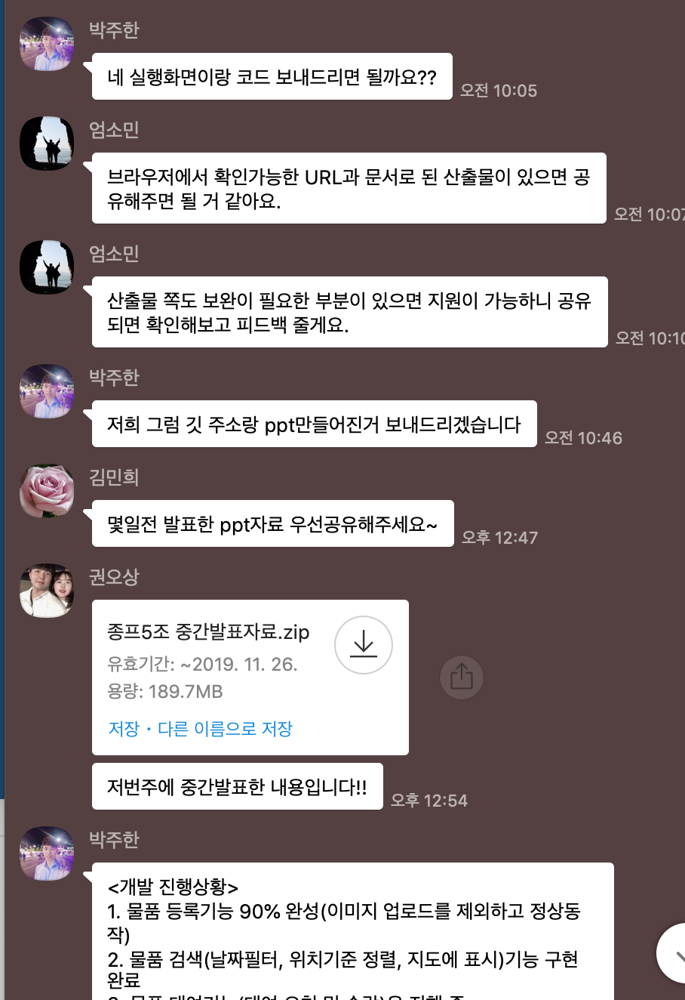 박주한
네 실행화면이랑 코드 보내드리면 될까요??
오전 10:05
엄소민
브라우저에서 확인가능한 URL과 문서로 된 산출물이 있으면 공
유해주면 될 거 같아요.
오전 10:07
엄소민
산출물 쪽도 보완이 필요한 부분이 있으면 지원이 가능하니 공유
되면 확인해보고 피드백 줄게요.
오전 10:10
박주한
저희 그럼 깃 주소랑 ppt만들어진거 보내드리겠습니다
오전 10:46
김민희
몇일전 발표한 ppt자료 우선공유해주세요~
오후 12:47
권오상
종프5조 중간발표자료.zip
유효기간: ~2019. 11. 26.
용량: 189.7MB
저장 · 다른 이름으로 저장
저번주에 중간발표한 내용입니다!!
오후 12:54
박주한
<개발 진행상황>
1. 물품 등록기능 90% 완성(이미지 업로드를 제외하고 정상동
작)
2. 물품 검색(날짜필터, 위치기준 정렬, 지도에 표시)기능 구현
완료